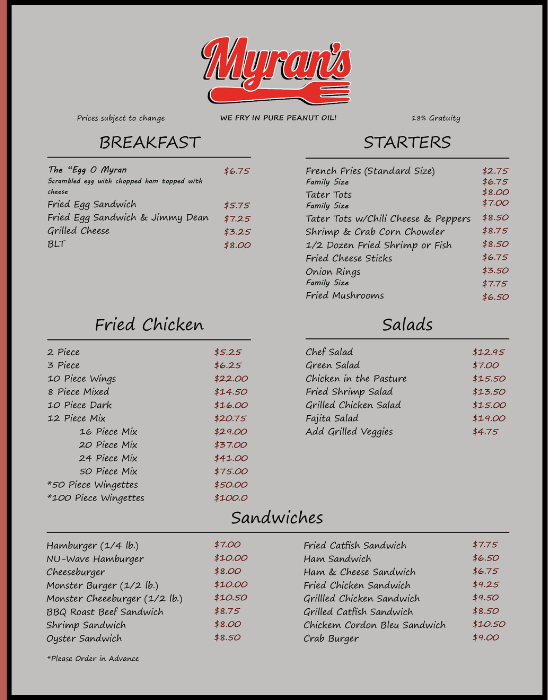 Myran's
Prices subject to change WE FRY IN PURE PEANUT OIL! 18% Gratuity
BREAKFAST
The "Egg O Myran $6.75
Scrambled egg with chopped ham topped with
cheese
Fried Egg Sandwich $5.75
Fried Egg Sandwich & Jimmy Dean $7.25
Grilled Cheese $3.25
BLT $8.00
STARTERS
French Fries (Standard Size) $2.75
Family Size $6.75
Tater Tots $8.00
Family Size $7.00
Tater Tots w/Chili Cheese & Peppers $8.50
Shrimp & Crab Corn Chowder $8.75
1/2 Dozen Fried Shrimp or Fish $8.50
Fried Cheese Sticks $6.75
Onion Rings $3.50
Family Size $7.75
Fried Mushrooms $6.50
Fried Chicken
2 Piece $5.25
3 Piece $6.25
10 Piece Wings $22.00
8 Piece Mixed $14.50
10 Piece Dark $16.00
12 Piece Mix $20.75
16 Piece Mix $29.00
20 Piece Mix $37.00
24 Piece Mix $41.00
50 Piece Mix $75.00
*50 Piece Wingettes $50.00
*100 Piece Wingettes $100.0
Salads
Chef Salad $12.95
Green Salad $7.00
Chicken in the Pasture $15.50
Fried Shrimp Salad $13.50
Grilled Chicken Salad $15.00
Fajita Salad $19.00
Add Grilled Veggies $4.75
Sandwiches
Hamburger (1/4 lb.) $7.00
NU-Wave Hamburger $10.00
Cheeseburger $8.00
Monster Burger (1/2 lb.) $10.00
Monster Cheeeburger (1/2 lb.) $10.50
BBQ Roast Beef Sandwich $8.75
Shrimp Sandwich $8.00
Oyster Sandwich $8.50
Fried Catfish Sandwich $7.75
Ham Sandwich $6.50
Ham & Cheese Sandwich $6.75
Fried Chicken Sandwich $9.25
Grillled Chicken Sandwich $9.50
Grilled Catfish Sandwich $8.50
Chickem Cordon Bleu Sandwich $10.50
Crab Burger $9.00
*Please Order in Advance